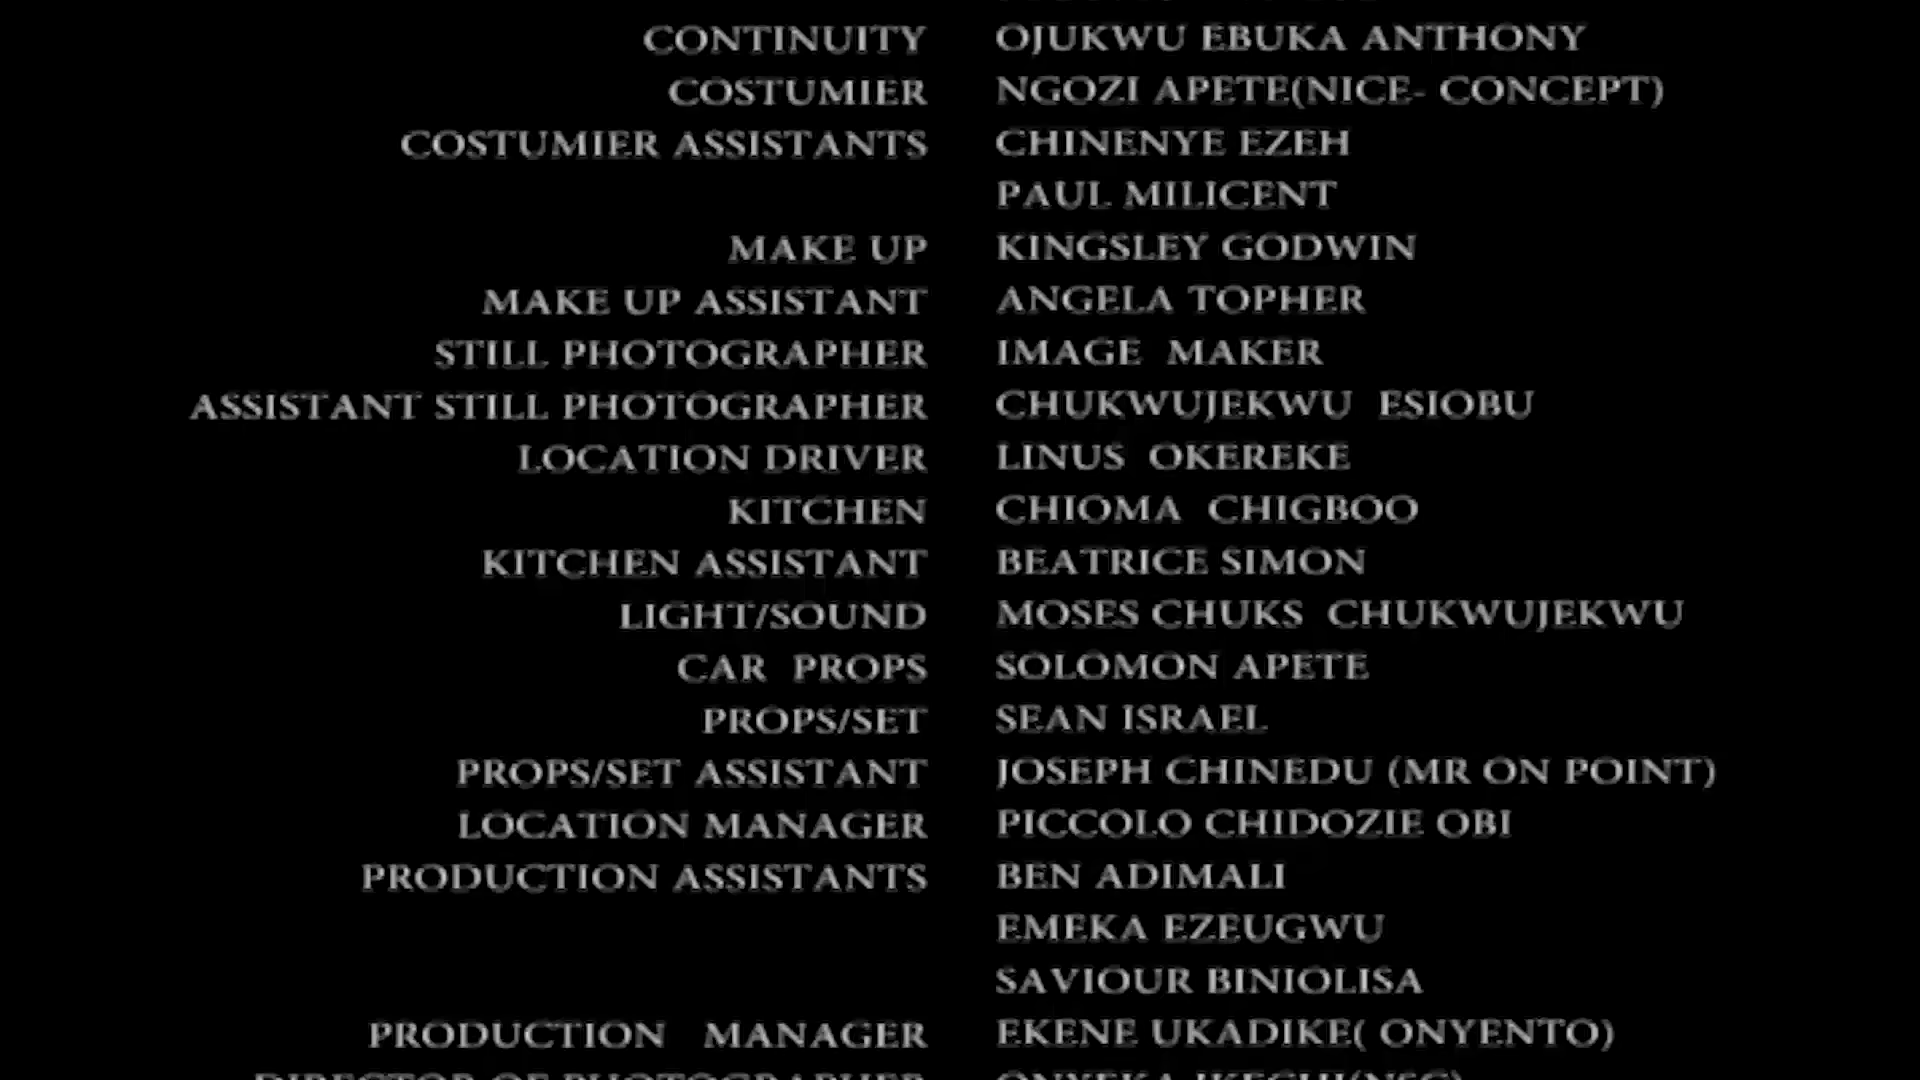 CONTINUITY OJUKWU EBUKA ANTHONY
COSTUMIER NGOZI APETE(NICE- CONCEPT)
COSTUMIER ASSISTANTS CHINENYE EZEH
PAUL MILICENT
MAKE UP KINGSLEY GODWIN
MAKE UP ASSISTANT ANGELA TOPHER
STILL PHOTOGRAPHER IMAGE MAKER
ASSISTANT STILL PHOTOGRAPHER CHUKWUJEKWU ESIOBU
LOCATION DRIVER LINUS OKEREKE
KITCHEN CHIOMA CHIGBOO
KITCHEN ASSISTANT BEATRICE SIMON
LIGHT/SOUND MOSES CHUKS CHUKWUJEKWU
CAR PROPS SOLOMON APETE
PROPS/SET SEAN ISRAEL
PROPS/SET ASSISTANT JOSEPH CHINEDU (MR ON POINT)
LOCATION MANAGER PICCOLO CHIDOZIE OBI
PRODUCTION ASSISTANTS BEN ADIMALI
EMEKA EZEUGWU
SAVIOUR BINIOLISA
PRODUCTION MANAGER EKENE UKADIKE( ONYENTO)
DIRECTOR OF PHOTOGRAPHER